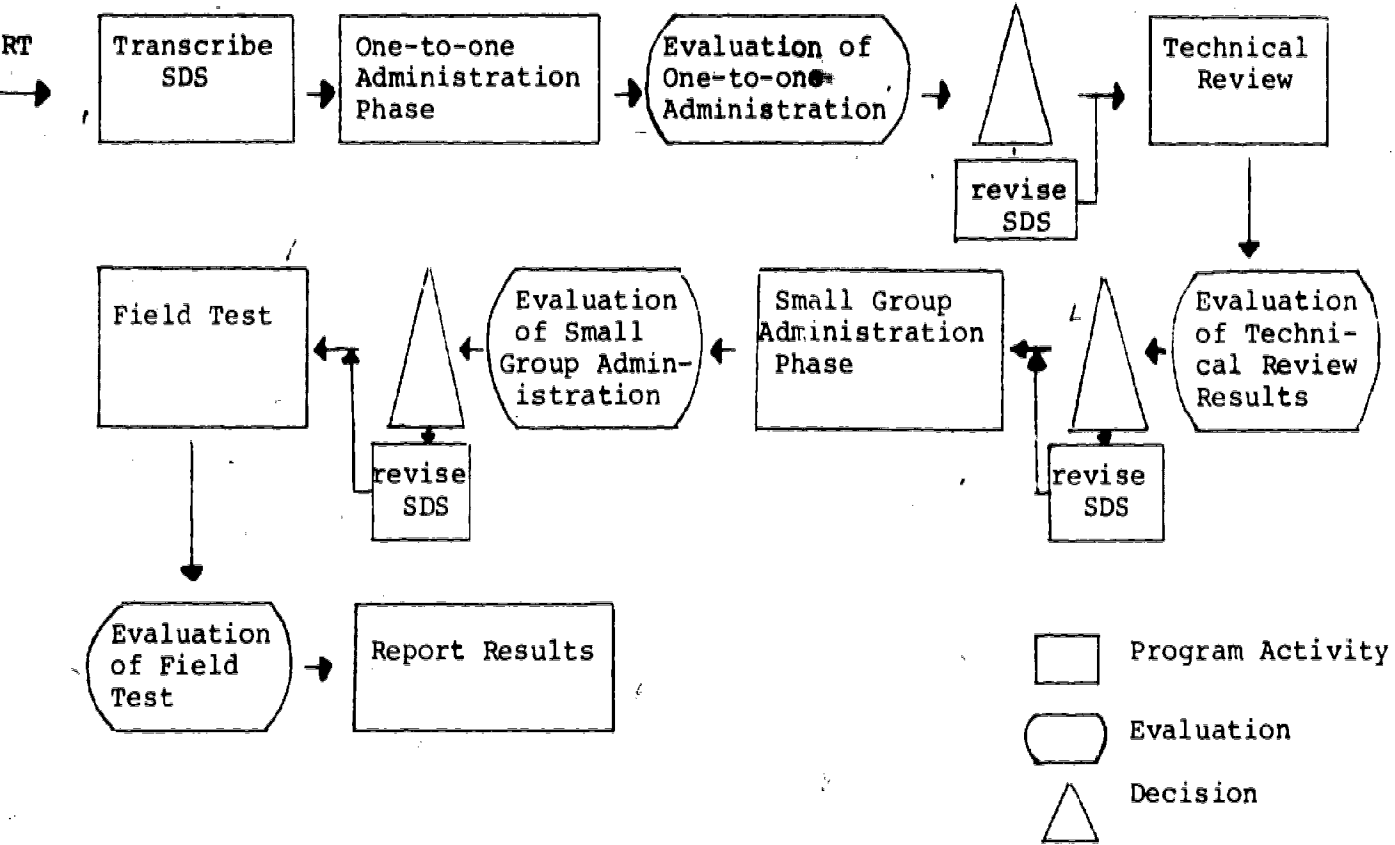 RT
Transcribe
SDS
One-to-one
Administration
Phase
Evaluation of
One-to-one
Administration
revise
SDS
Technical
Review
Evaluation
of Techni-
cal Review
Results
revise
SDS
Small Group
Administration
Phase
Evaluation
of Small
Group Admin-
istration
revise
SDS
Field Test
Evaluation
of Field
Test
Report Results
Program Activity
Evaluation
Decision